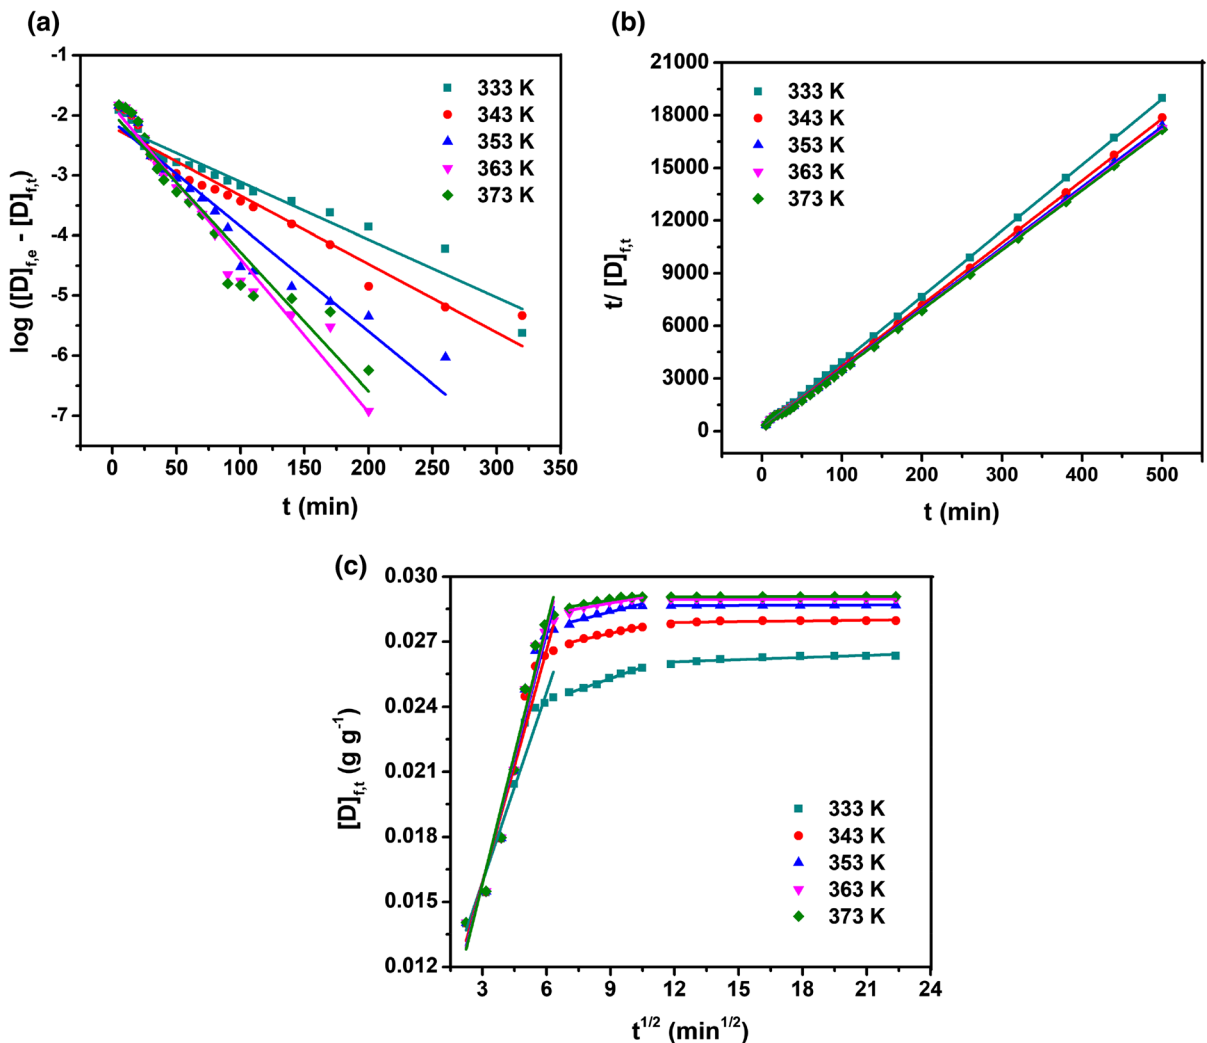 (a)
-1
-2
-3
-4
-5
-6
-7
log ([D]f,e - [D]f,t)
333 K
343 K
353 K
363 K
373 K
0 50 100 150 200 250 300 350
t (min)
(b)
21000
18000
15000
12000
9000
6000
3000
0
t/ [D]f,t
333 K
343 K
353 K
363 K
373 K
0 100 200 300 400 500
t (min)
(c)
0.030
0.027
0.024
0.021
0.018
0.015
0.012
[D]f,t (g g-1)
333 K
343 K
353 K
363 K
373 K
3 6 9 12 15 18 21 24
t1/2 (min1/2)